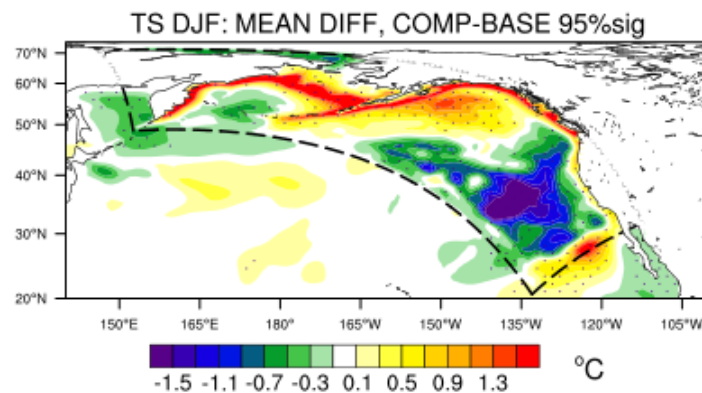 TS DJF: MEAN DIFF, COMP-BASE 95%sig
70°N
60°N
50°N
40°N
30°N
20°N
150°E 165°E 180° 165°W 150°W 135°W 120°W 105°W
-1.5 -1.1 -0.7 -0.3 0.1 0.5 0.9 1.3 °C